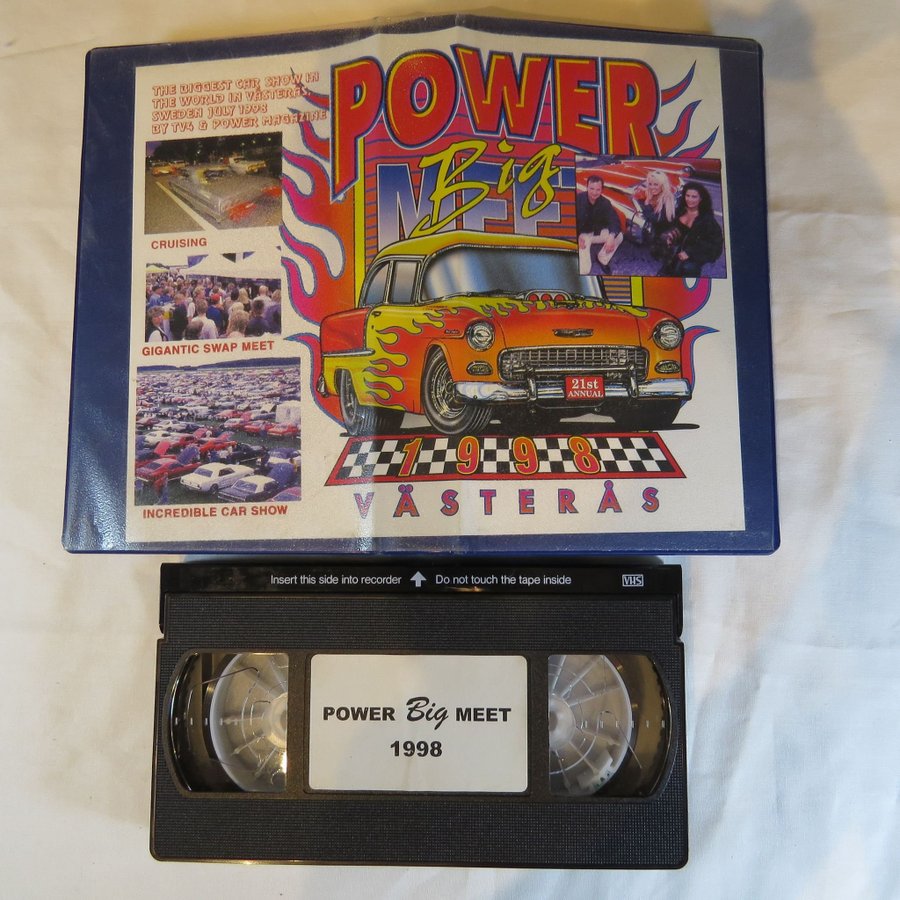 THE BIGGEST CAR SHOW IN
THE WORLD IN VÄSTERÅS,
SWEDEN JULY 1998
BY TV4 & POWER MAGAZINE
POWER
Big
MEET
CRUISING
GIGANTIC SWAP MEET
INCREDIBLE CAR SHOW
21st
ANNUAL
1998
VÄSTERÅS
Insert this side into recorder Do not touch the tape inside
VHS
POWER Big MEET
1998